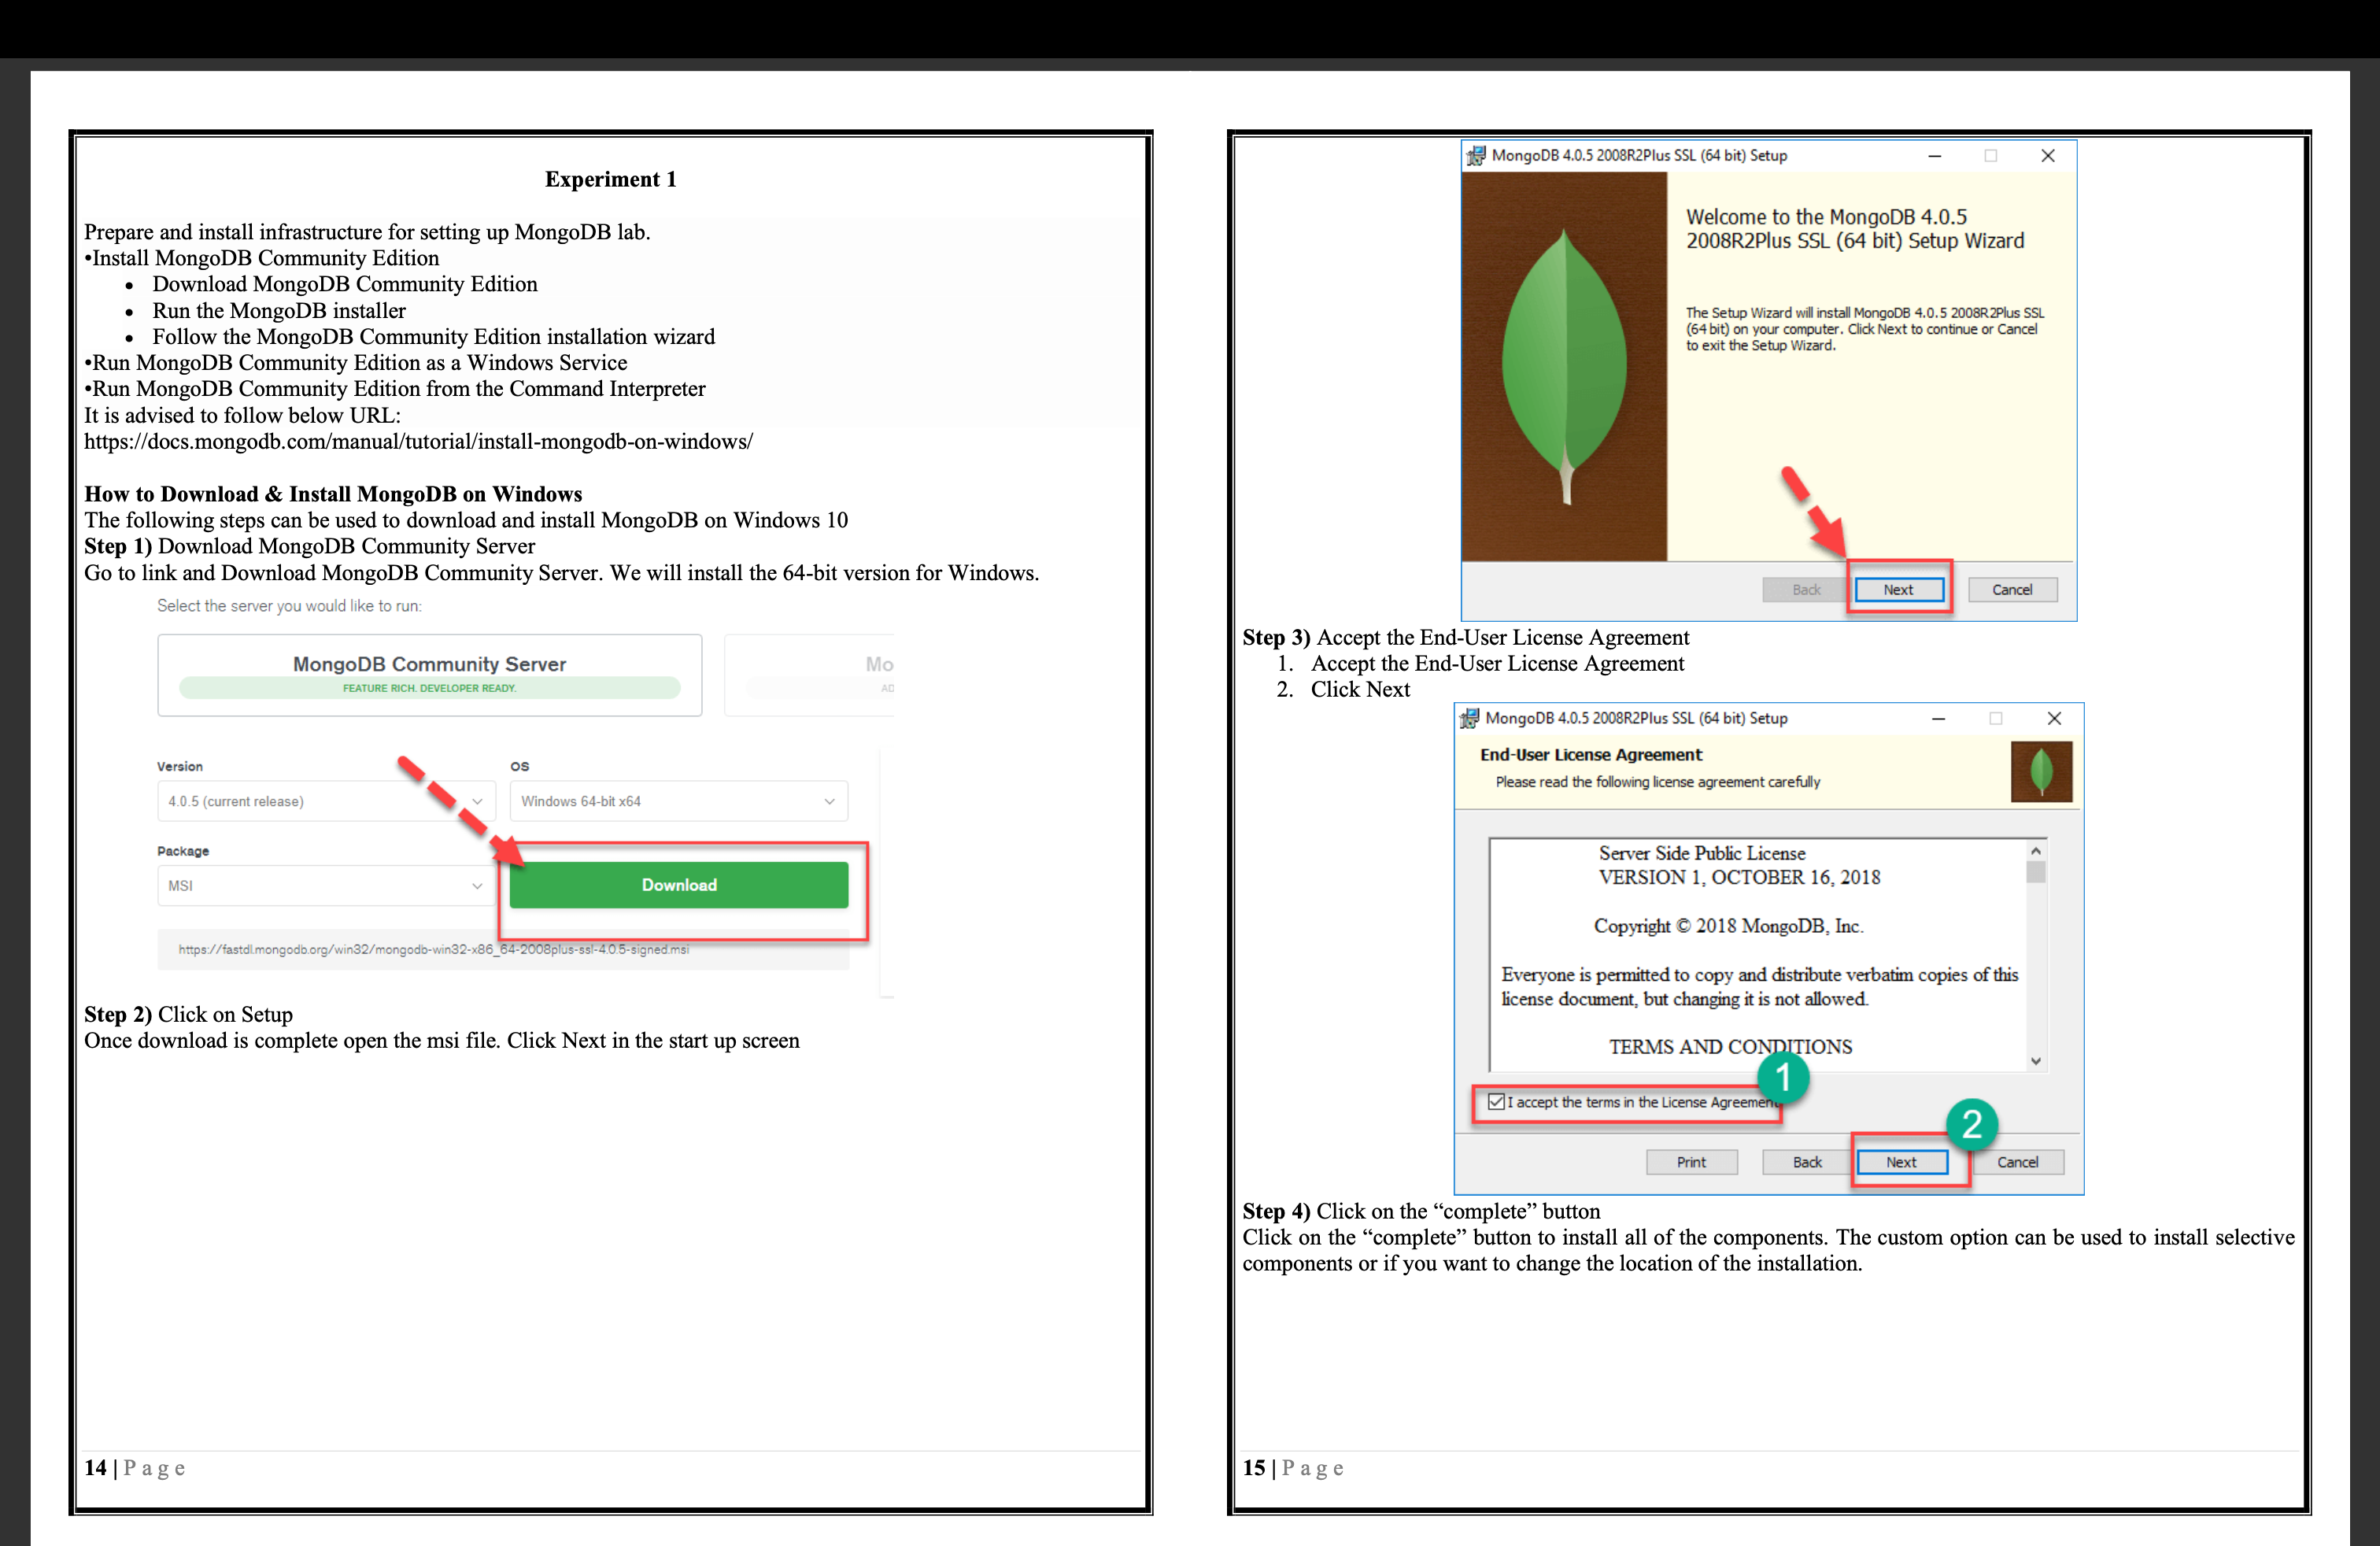 Experiment 1
Prepare and install infrastructure for setting up MongoDB lab.
•Install MongoDB Community Edition
• Download MongoDB Community Edition
• Run the MongoDB installer
• Follow the MongoDB Community Edition installation wizard
•Run MongoDB Community Edition as a Windows Service
•Run MongoDB Community Edition from the Command Interpreter
It is advised to follow below URL:
https://docs.mongodb.com/manual/tutorial/install-mongodb-on-windows/
How to Download & Install MongoDB on Windows
The following steps can be used to download and install MongoDB on Windows 10
Step 1) Download MongoDB Community Server
Go to link and Download MongoDB Community Server. We will install the 64-bit version for Windows.
Select the server you would like to run:
MongoDB Community Server
FEATURE RICH. DEVELOPER READY.
Mo
AD
Version
OS
4.0.5 (current release)
Windows 64-bit x64
Package
MSI
Download
https://fastdl.mongodb.org/win32/mongodb-win32-x86_64-2008plus-ssl-4.0.5-signed.msi
Step 2) Click on Setup
Once download is complete open the msi file. Click Next in the start up screen
14 | Page
MongoDB 4.0.5 2008R2Plus SSL (64 bit) Setup
Welcome to the MongoDB 4.0.5
2008R2Plus SSL (64 bit) Setup Wizard
The Setup Wizard will install MongoDB 4.0.5 2008R2Plus SSL
(64 bit) on your computer. Click Next to continue or Cancel
to exit the Setup Wizard.
Back
Next
Cancel
Step 3) Accept the End-User License Agreement
1. Accept the End-User License Agreement
2. Click Next
MongoDB 4.0.5 2008R2Plus SSL (64 bit) Setup
End-User License Agreement
Please read the following license agreement carefully
Server Side Public License
VERSION 1, OCTOBER 16, 2018
Copyright © 2018 MongoDB, Inc.
Everyone is permitted to copy and distribute verbatim copies of this
license document, but changing it is not allowed.
TERMS AND CONDITIONS
1
I accept the terms in the License Agreement
2
Print
Back
Next
Cancel
Step 4) Click on the “complete” button
Click on the “complete” button to install all of the components. The custom option can be used to install selective
components or if you want to change the location of the installation.
15 | Page